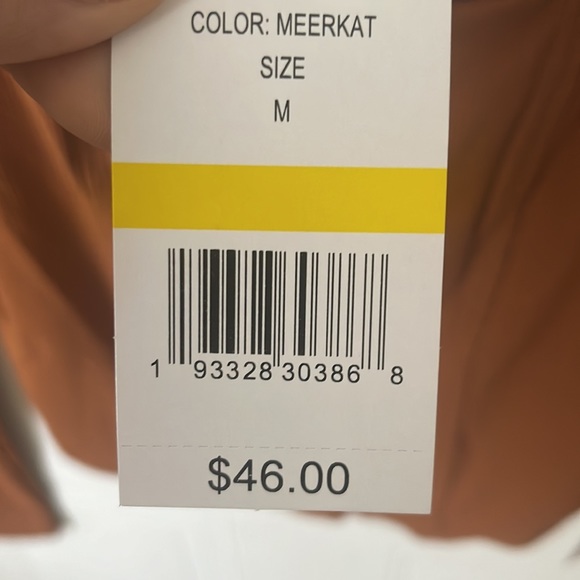 COLOR: MEERKAT
SIZE
M
1 93328 30386 8
$46.00